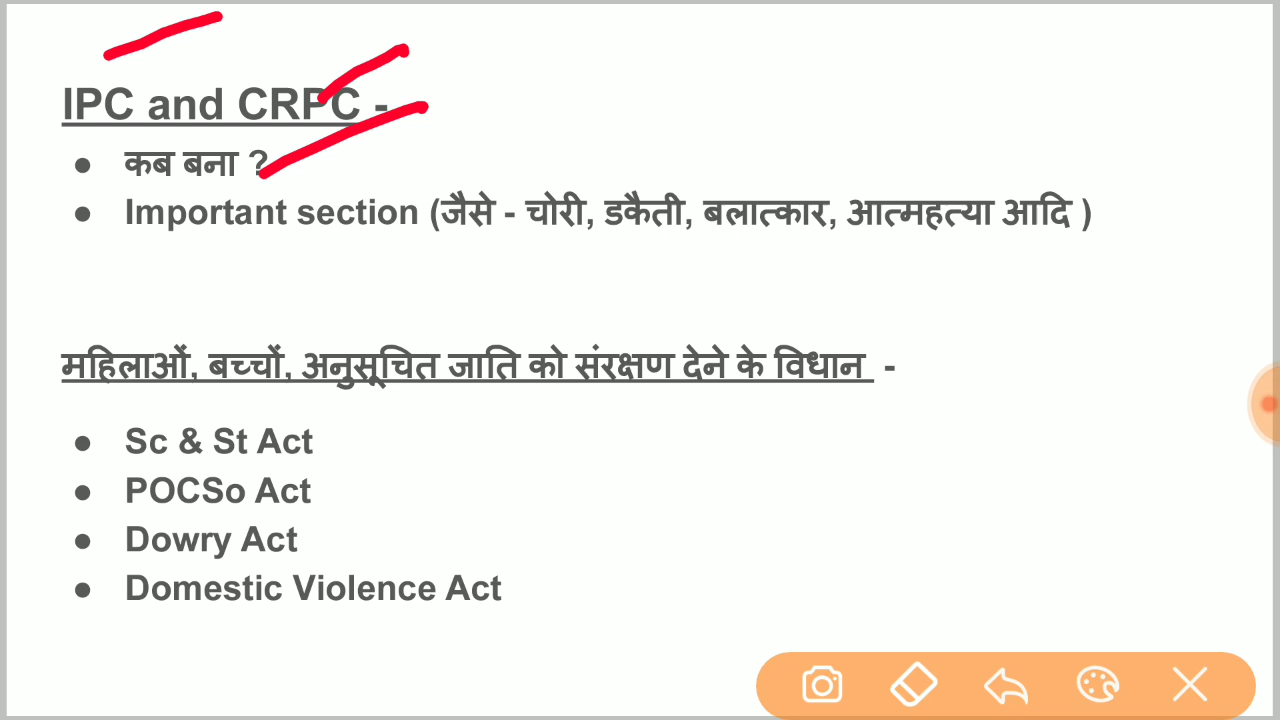 IPC and CRPC -
● कब बना ?
● Important section (जैसे - चोरी, डकैती, बलात्कार, आत्महत्या आदि )
महिलाओं, बच्चों, अनुसूचित जाति को संरक्षण देने के विधान -
● Sc & St Act
● POCSo Act
● Dowry Act
● Domestic Violence Act